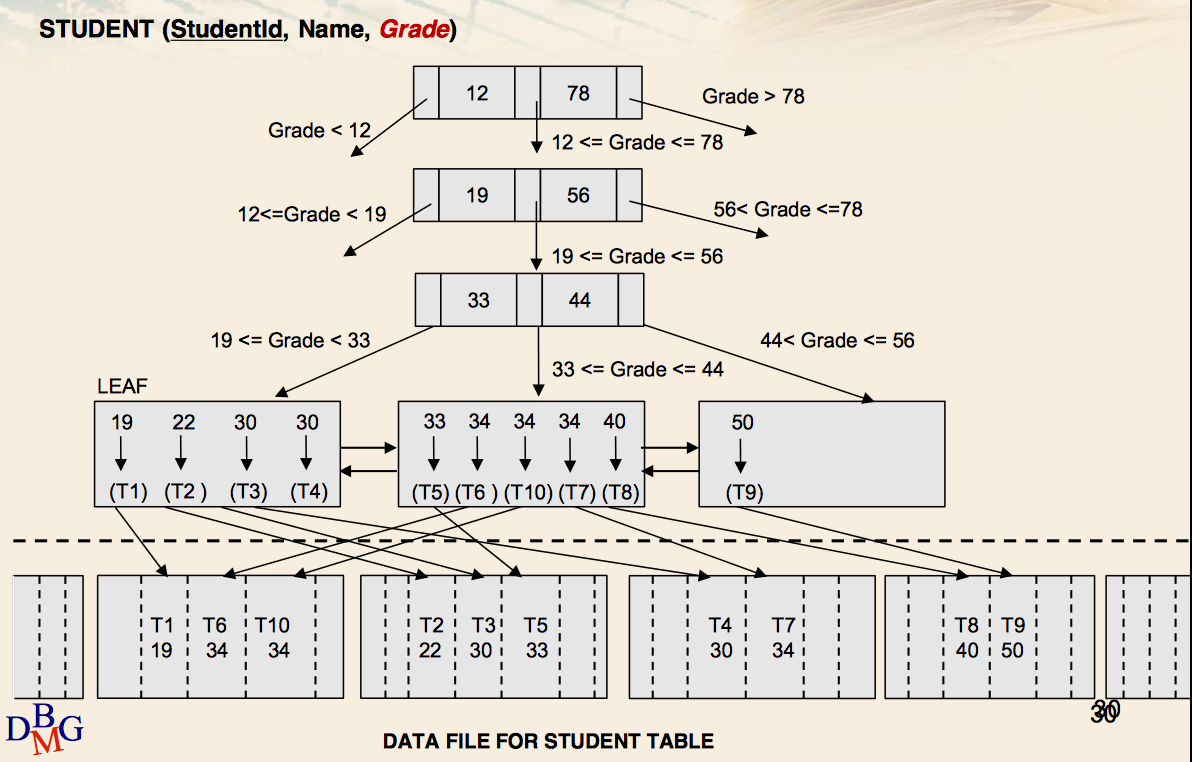 STUDENT (StudentId, Name, Grade)
12 78
Grade > 78
Grade < 12
12 <= Grade <= 78
19 56
12<=Grade < 19
56< Grade <=78
19 <= Grade <= 56
33 44
19 <= Grade < 33
44< Grade <= 56
33 <= Grade <= 44
LEAF
19 22 30 30
(T1) (T2 ) (T3) (T4)
33 34 34 34 40
(T5) (T6 ) (T10) (T7) (T8)
50
(T9)
T1 T6 T10
19 34 34
T2 T3 T5
22 30 33
T4 T7
30 34
T8 T9
40 50
DBMG
DATA FILE FOR STUDENT TABLE